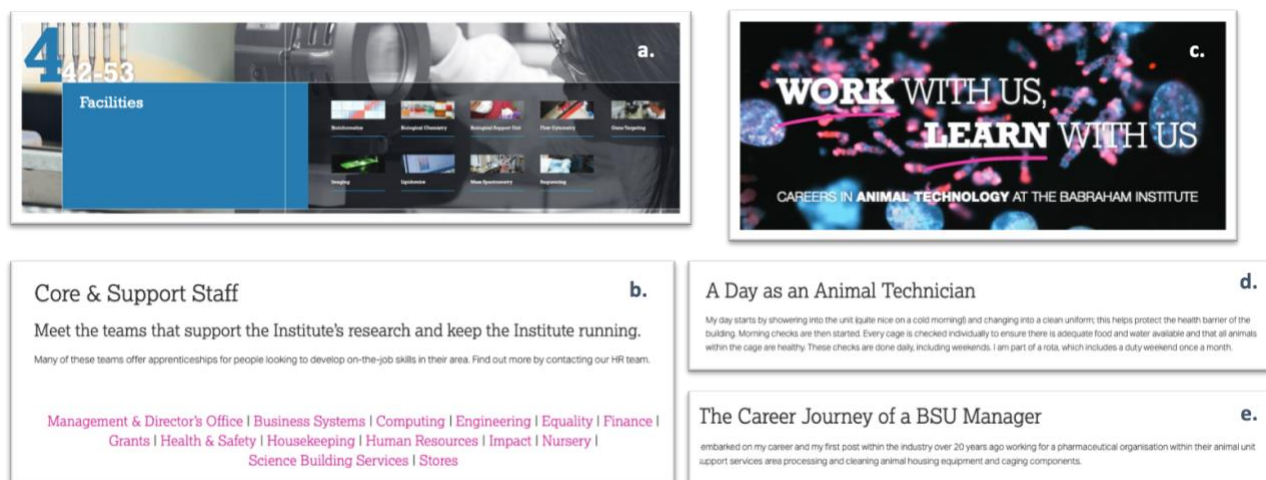 a.
4
42-53
Facilities
Bioinformatics
Biological Chemistry
Biological Support Unit
Flow Cytometry
Gene Targeting
Imaging
Lipidomics
Mass Spectrometry
Sequencing
c.
WORK WITH US,
LEARN WITH US
CAREERS IN ANIMAL TECHNOLOGY AT THE BABRAHAM INSTITUTE
b.
Core & Support Staff
Meet the teams that support the Institute's research and keep the Institute running.
Many of these teams offer apprenticeships for people looking to develop on-the-job skills in their area. Find out more by contacting our HR team.
Management & Director's Office | Business Systems | Computing | Engineering | Equality | Finance |
Grants | Health & Safety | Housekeeping | Human Resources | Impact | Nursery |
Science Building Services | Stores
d.
A Day as an Animal Technician
My day starts by showering into the unit (quite nice on a cold morning!) and changing into a clean uniform; this helps protect the health barrier of the
building. Morning checks are then started. Every cage is checked individually to ensure there is adequate food and water available and that all animals
within the cage are healthy. These checks are done daily, including weekends. I am part of a rota, which includes a duty weekend once a month.
e.
The Career Journey of a BSU Manager
embarked on my career and my first post within the industry over 20 years ago working for a pharmaceutical organisation within their animal unit
support services area processing and cleaning animal housing equipment and caging components.